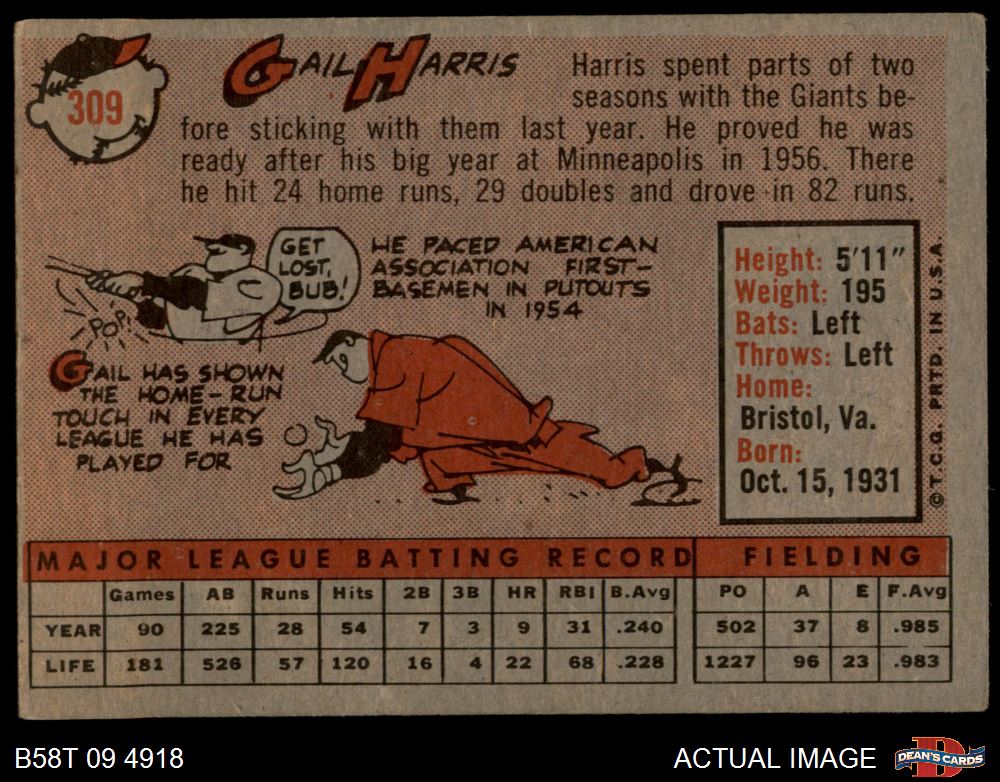 309
GAIL HARRIS
Harris spent parts of two
seasons with the Giants be-
fore sticking with them last year. He proved he was
ready after his big year at Minneapolis in 1956. There
he hit 24 home runs, 29 doubles and drove in 82 runs.
GET
LOST,
BUB!
POP!
HE PACED AMERICAN
ASSOCIATION FIRST-
BASEMEN IN PUTOUTS
IN 1954
GAIL HAS SHOWN
THE HOME-RUN
TOUCH IN EVERY
LEAGUE HE HAS
PLAYED FOR
Height: 5'11"
Weight: 195
Bats: Left
Throws: Left
Home:
Bristol, Va.
Born:
Oct. 15, 1931
© T.C.G. PRTD. IN U.S.A.
MAJOR LEAGUE BATTING RECORD FIELDING
Games AB Runs Hits 2B 3B HR RBI B.Avg PO A E F.Avg
YEAR 90 225 28 54 7 3 9 31 .240 502 37 8 .985
LIFE 181 526 57 120 16 4 22 68 .228 1227 96 23 .983
B58T 09 4918
ACTUAL IMAGE
D
DEAN'S CARDS